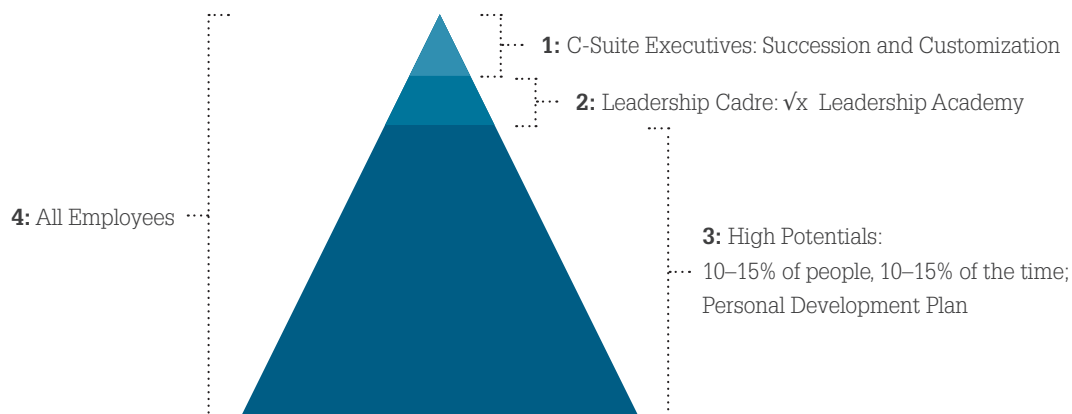 1: C-Suite Executives: Succession and Customization
2: Leadership Cadre: √x Leadership Academy
4: All Employees
3: High Potentials:
10–15% of people, 10–15% of the time;
Personal Development Plan